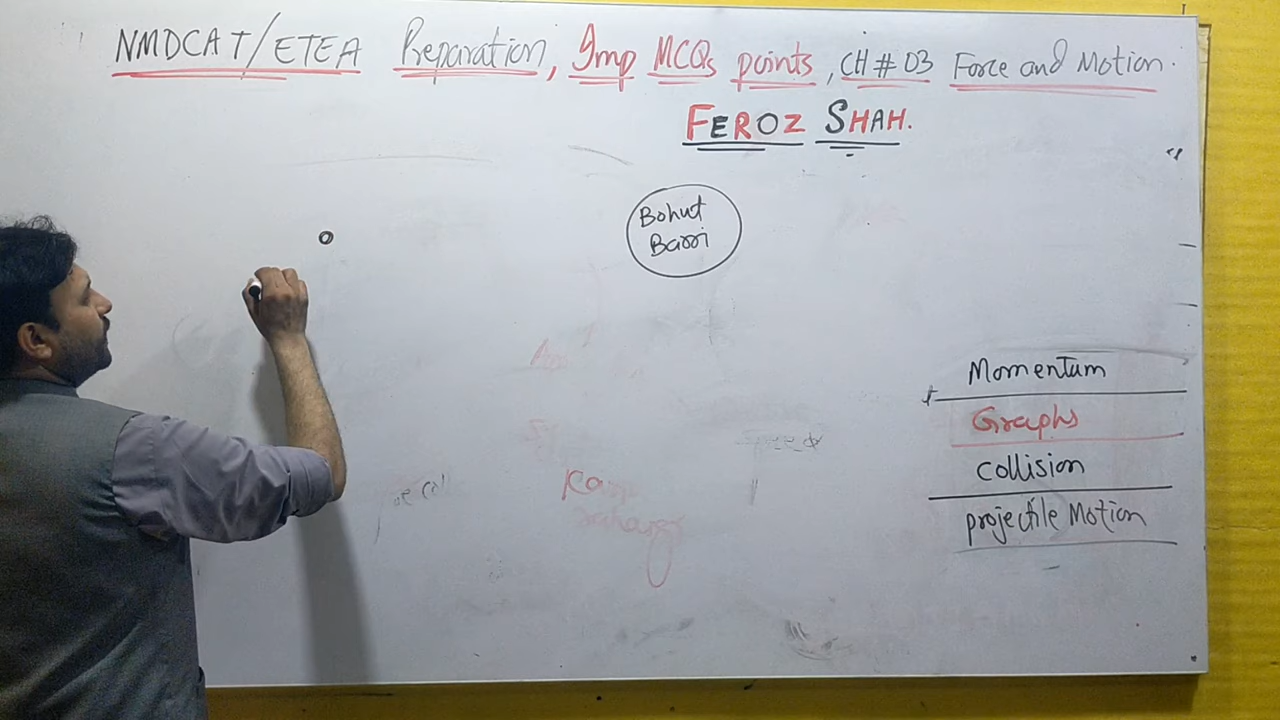 NMDCAT/ETEA Preparation, Imp MCQs points, CH # 03 Force and Motion.
FEROZ SHAH.
Bohut
Barri
Momentum
Graphs
collision
projectile Motion